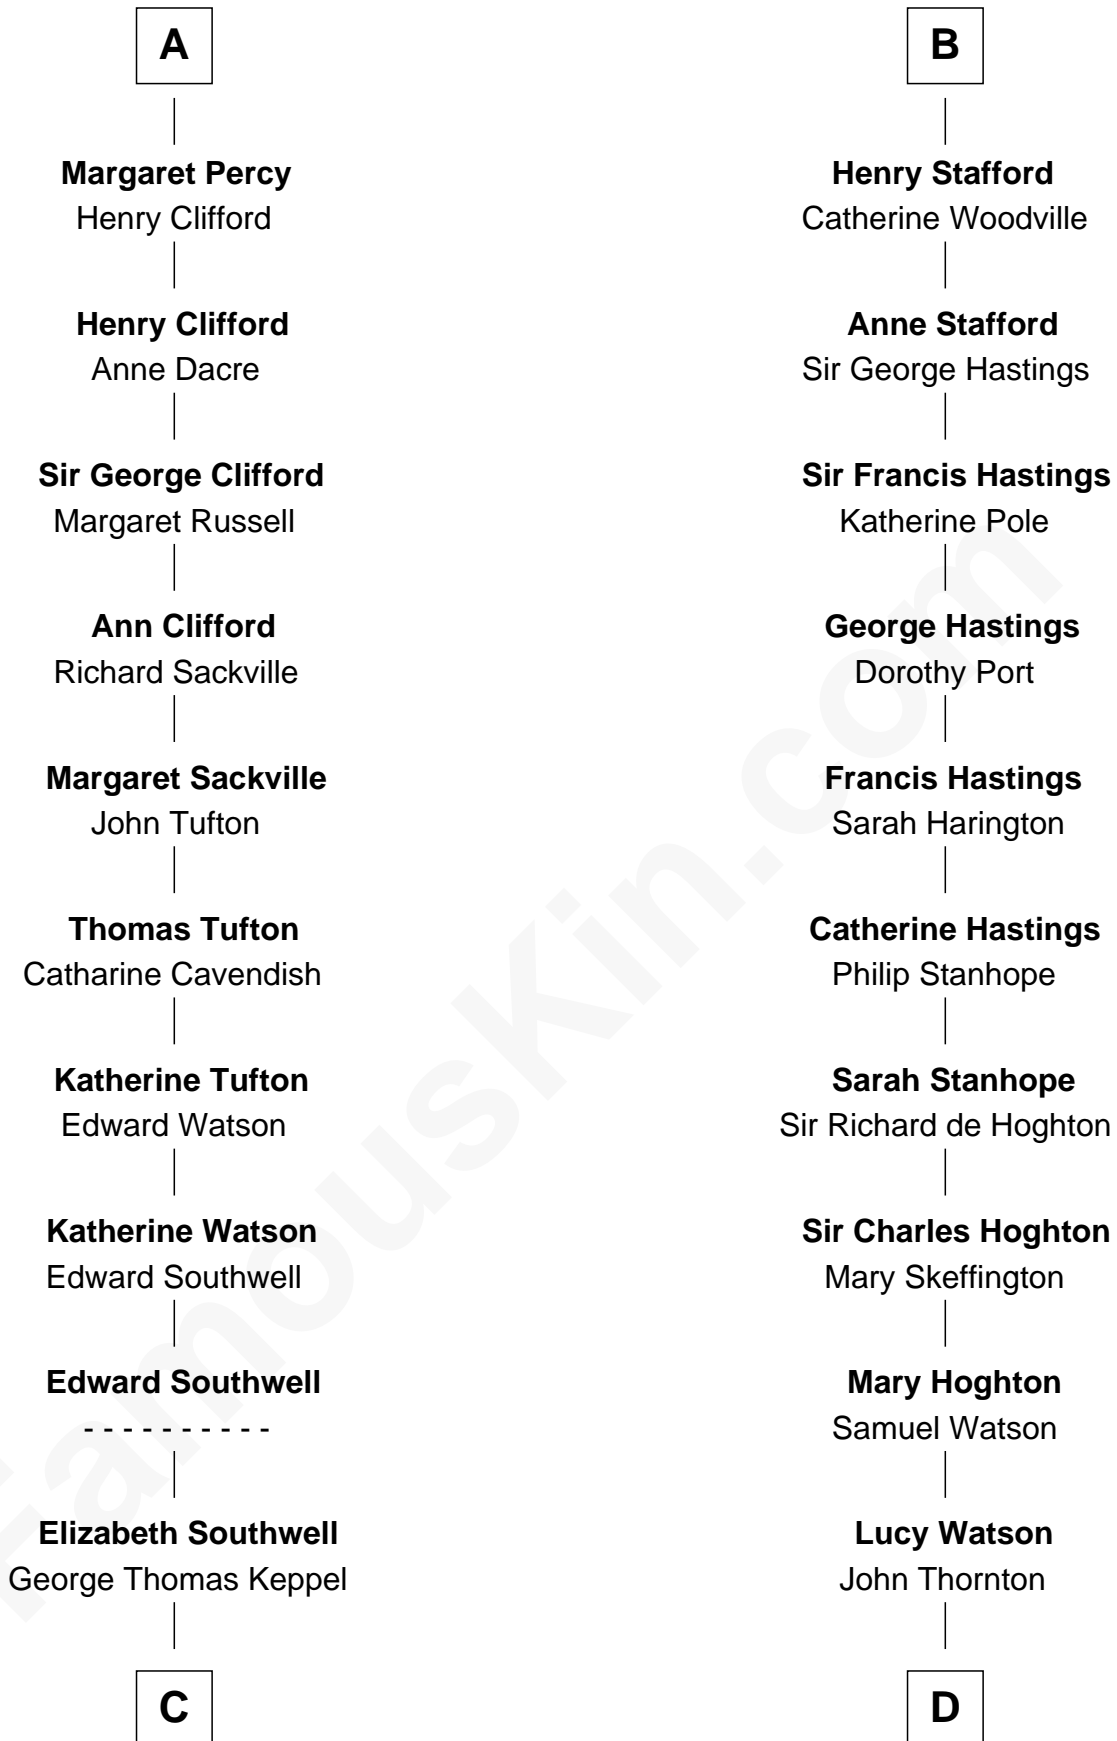 A
Margaret Percy
Henry Clifford
Henry Clifford
Anne Dacre
Sir George Clifford
Margaret Russell
Ann Clifford
Richard Sackville
Margaret Sackville
John Tufton
Thomas Tufton
Catharine Cavendish
Katherine Tufton
Edward Watson
Katherine Watson
Edward Southwell
Edward Southwell
- - - - - - - - - -
Elizabeth Southwell
George Thomas Keppel
C
B
Henry Stafford
Catherine Woodville
Anne Stafford
Sir George Hastings
Sir Francis Hastings
Katherine Pole
George Hastings
Dorothy Port
Francis Hastings
Sarah Harington
Catherine Hastings
Philip Stanhope
Sarah Stanhope
Sir Richard de Hoghton
Sir Charles Hoghton
Mary Skeffington
Mary Hoghton
Samuel Watson
Lucy Watson
John Thornton
D
FamousKin.com